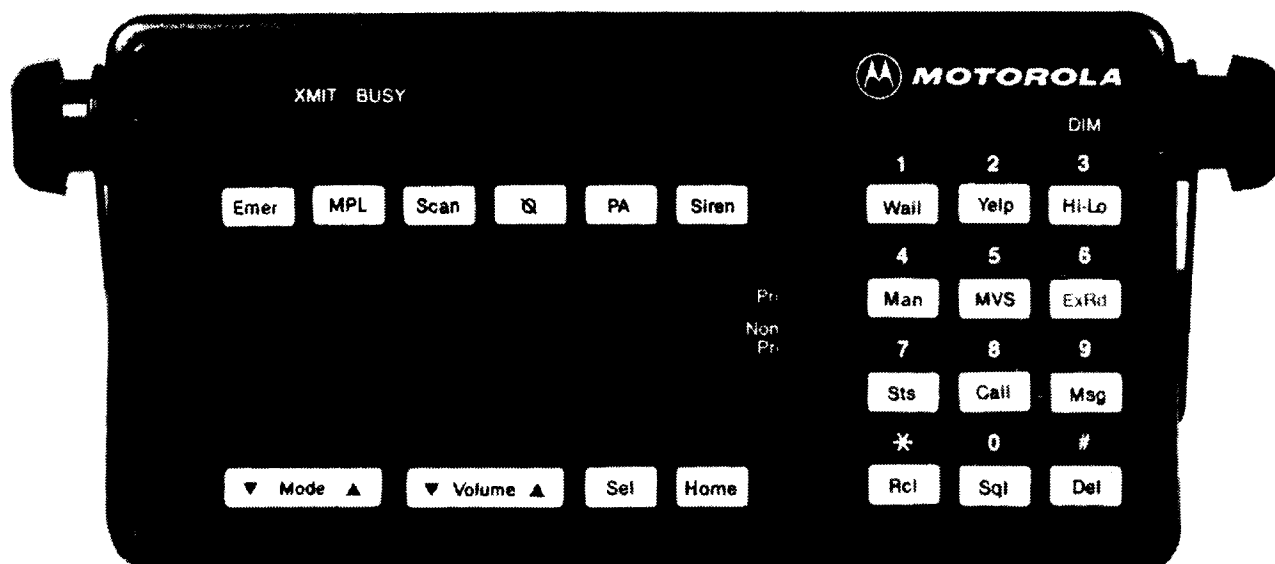 MOTOROLA
XMIT BUSY
DIM
1 2 3
Emer MPL Scan PA Siren Wail Yelp Hi-Lo
4 5 6
Pri Man MVS ExRd
Non
Pri 7 8 9
Sts Call Msg
* 0 #
▼ Mode ▲ ▼ Volume ▲ Sel Home Rcl Sql Del